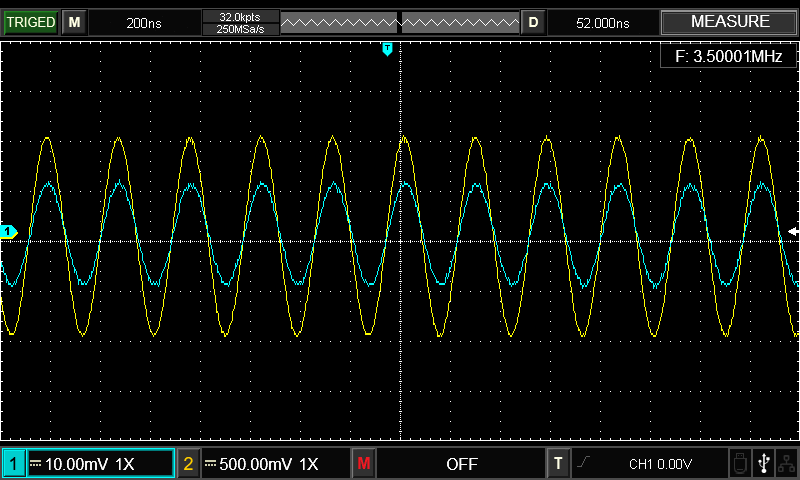 TRIGED M 200ns 32.0kpts D 52.000ns MEASURE
250MSa/s
T
F: 3.50001MHz
1
1 10.00mV 1X 2 500.00mV 1X M OFF T CH1 0.00V